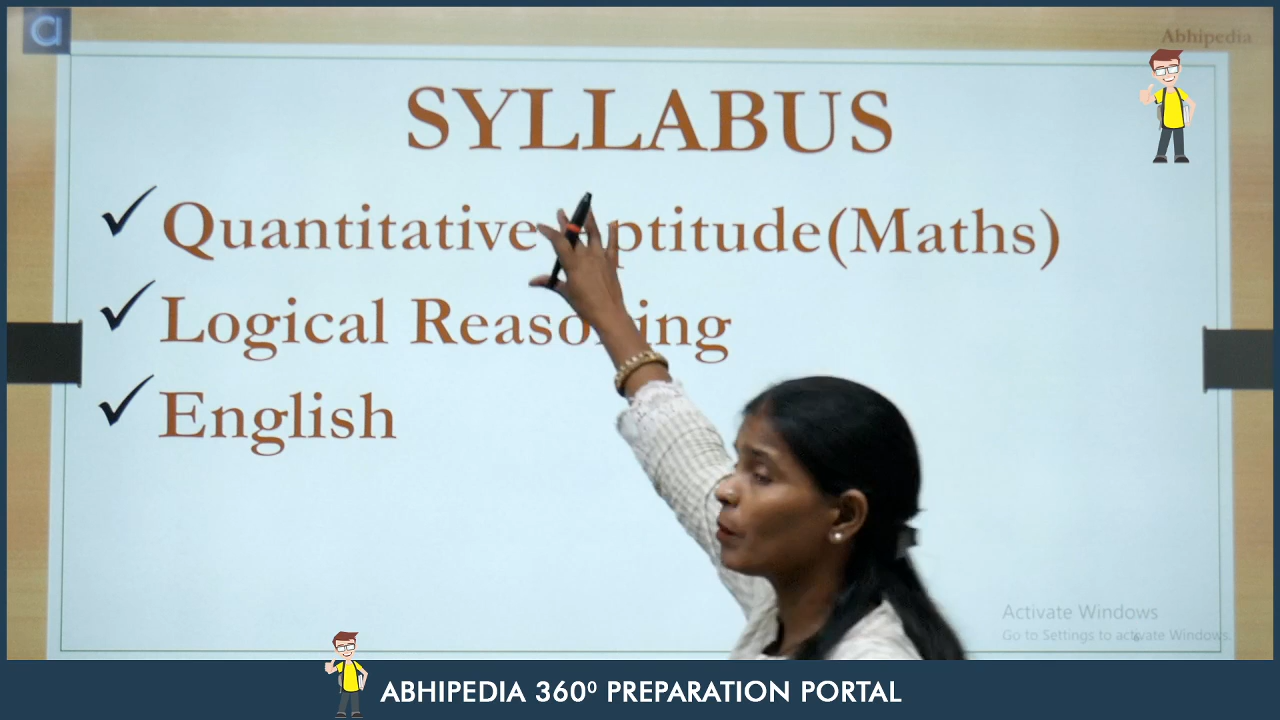 Abhipedia
SYLLABUS
Quantitative Aptitude(Maths)
Logical Reasoning
English
Activate Windows
Go to Settings to activate Windows.
ABHIPEDIA 360⁰ PREPARATION PORTAL